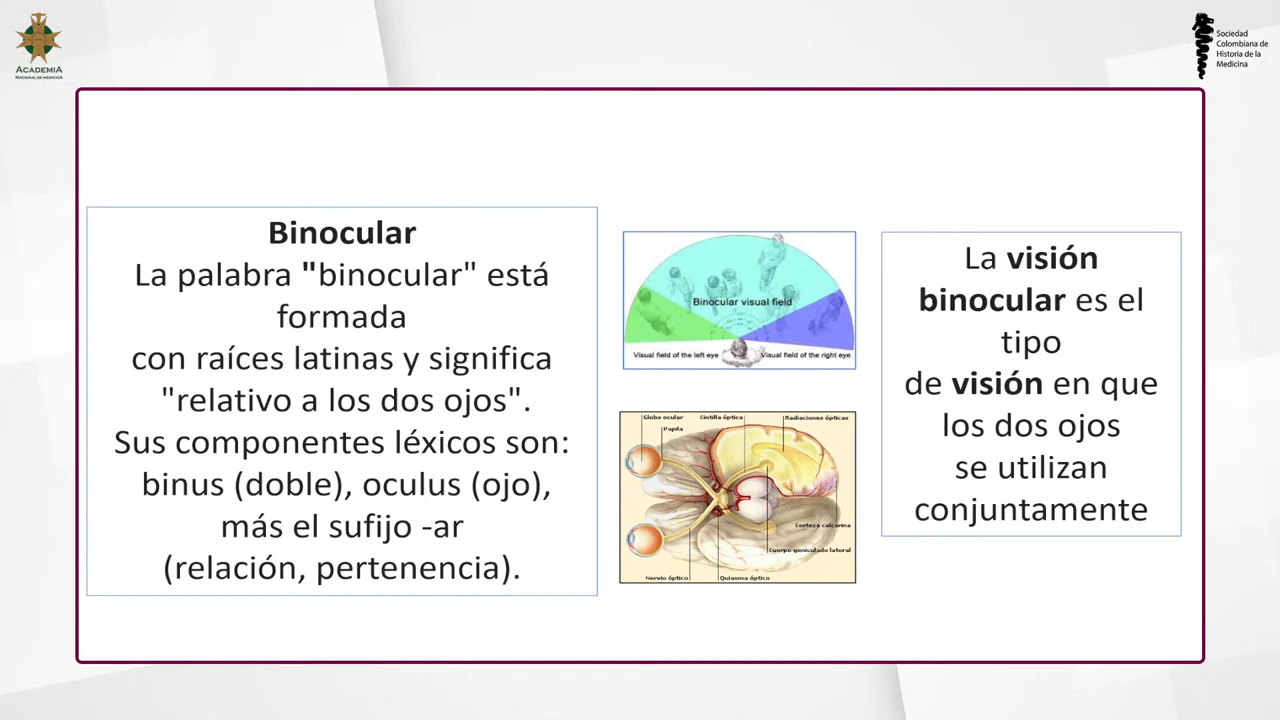 ACADEMIA
NACIONAL DE MEDICINA
Sociedad
Colombiana de
Historia de la
Medicina
Binocular
La palabra "binocular" está
formada
con raíces latinas y significa
"relativo a los dos ojos".
Sus componentes léxicos son:
binus (doble), oculus (ojo),
más el sufijo -ar
(relación, pertenencia).
Binocular visual field
Visual field of the left eye
Visual field of the right eye
Globo ocular
Cintilla óptica
Radiaciones ópticas
Papila
Corteza calcarina
Cuerpo geniculado lateral
Nervio óptico
Quiasma óptico
La visión
binocular es el
tipo
de visión en que
los dos ojos
se utilizan
conjuntamente